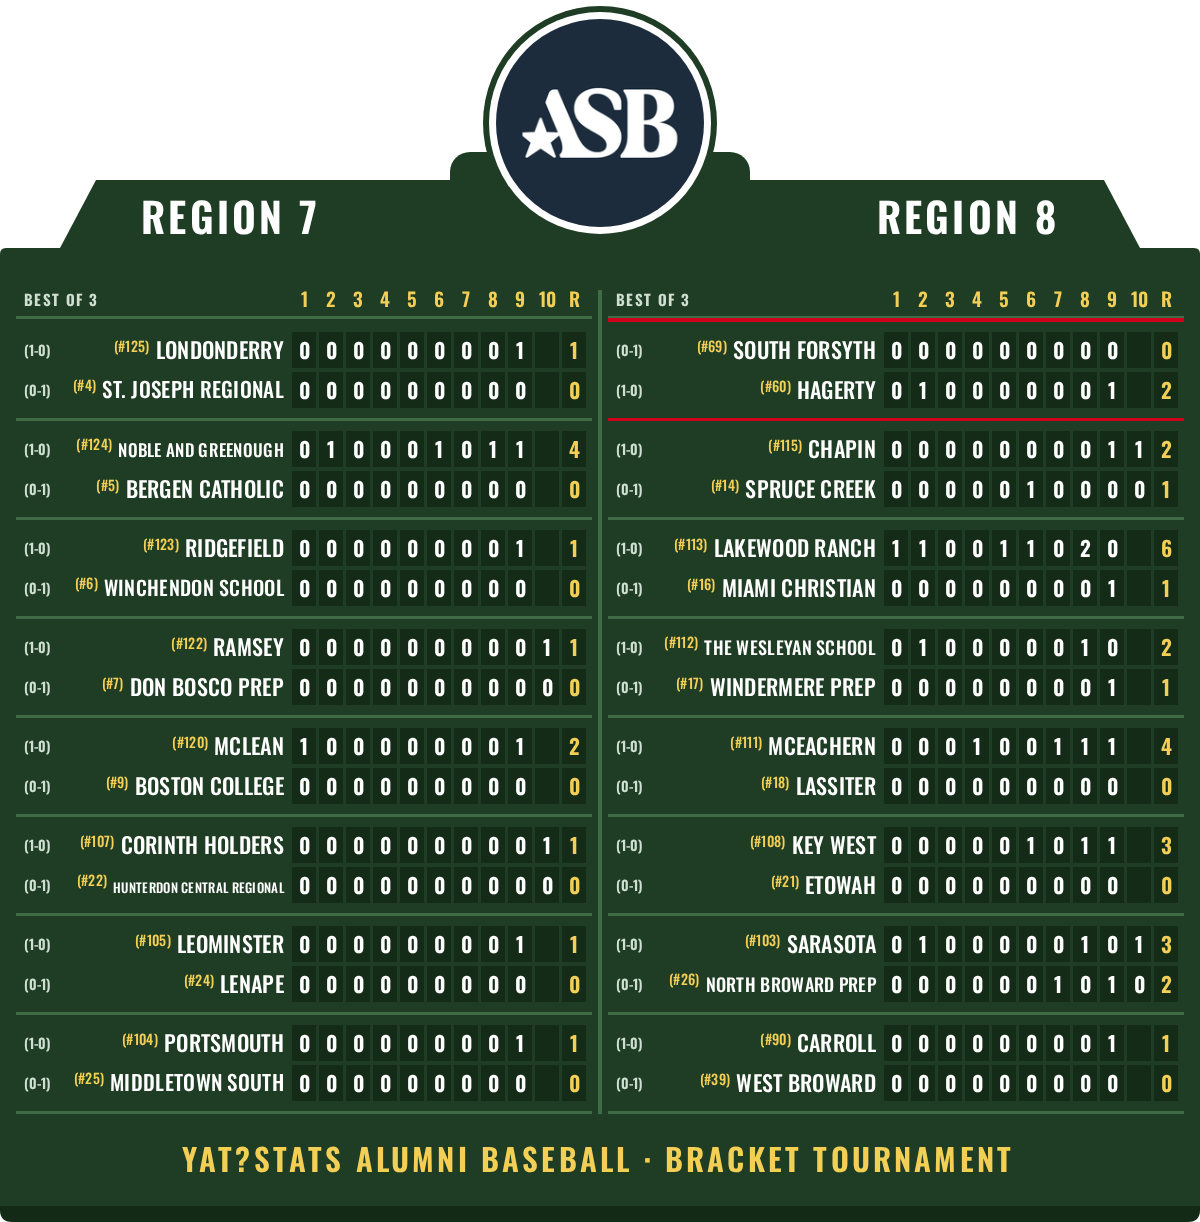 ASB
REGION 7
REGION 8
BEST OF 3 1 2 3 4 5 6 7 8 9 10 R
(1-0) (#125) LONDONDERRY 0 0 0 0 0 0 0 0 1 1
(0-1) (#4) ST. JOSEPH REGIONAL 0 0 0 0 0 0 0 0 0 0
(1-0) (#124) NOBLE AND GREENOUGH 0 1 0 0 0 1 0 1 1 4
(0-1) (#5) BERGEN CATHOLIC 0 0 0 0 0 0 0 0 0 0
(1-0) (#123) RIDGEFIELD 0 0 0 0 0 0 0 0 1 1
(0-1) (#6) WINCHENDON SCHOOL 0 0 0 0 0 0 0 0 0 0
(1-0) (#122) RAMSEY 0 0 0 0 0 0 0 0 0 1 1
(0-1) (#7) DON BOSCO PREP 0 0 0 0 0 0 0 0 0 0 0
(1-0) (#120) MCLEAN 1 0 0 0 0 0 0 0 1 2
(0-1) (#9) BOSTON COLLEGE 0 0 0 0 0 0 0 0 0 0
(1-0) (#107) CORINTH HOLDERS 0 0 0 0 0 0 0 0 0 1 1
(0-1) (#22) HUNTERDON CENTRAL REGIONAL 0 0 0 0 0 0 0 0 0 0 0
(1-0) (#105) LEOMINSTER 0 0 0 0 0 0 0 0 1 1
(0-1) (#24) LENAPE 0 0 0 0 0 0 0 0 0 0
(1-0) (#104) PORTSMOUTH 0 0 0 0 0 0 0 0 1 1
(0-1) (#25) MIDDLETOWN SOUTH 0 0 0 0 0 0 0 0 0 0
BEST OF 3 1 2 3 4 5 6 7 8 9 10 R
(0-1) (#69) SOUTH FORSYTH 0 0 0 0 0 0 0 0 0 0
(1-0) (#60) HAGERTY 0 1 0 0 0 0 0 0 1 2
(1-0) (#115) CHAPIN 0 0 0 0 0 0 0 0 1 1 2
(0-1) (#14) SPRUCE CREEK 0 0 0 0 0 1 0 0 0 0 1
(1-0) (#113) LAKEWOOD RANCH 1 1 0 0 1 1 0 2 0 6
(0-1) (#16) MIAMI CHRISTIAN 0 0 0 0 0 0 0 0 1 1
(1-0) (#112) THE WESLEYAN SCHOOL 0 1 0 0 0 0 0 1 0 2
(0-1) (#17) WINDERMERE PREP 0 0 0 0 0 0 0 0 1 1
(1-0) (#111) MCEACHERN 0 0 0 1 0 0 1 1 1 4
(0-1) (#18) LASSITER 0 0 0 0 0 0 0 0 0 0
(1-0) (#108) KEY WEST 0 0 0 0 0 1 0 1 1 3
(0-1) (#21) ETOWAH 0 0 0 0 0 0 0 0 0 0
(1-0) (#103) SARASOTA 0 1 0 0 0 0 0 1 0 1 3
(0-1) (#26) NORTH BROWARD PREP 0 0 0 0 0 0 1 0 1 0 2
(1-0) (#90) CARROLL 0 0 0 0 0 0 0 0 1 1
(0-1) (#39) WEST BROWARD 0 0 0 0 0 0 0 0 0 0
YAT?STATS ALUMNI BASEBALL · BRACKET TOURNAMENT